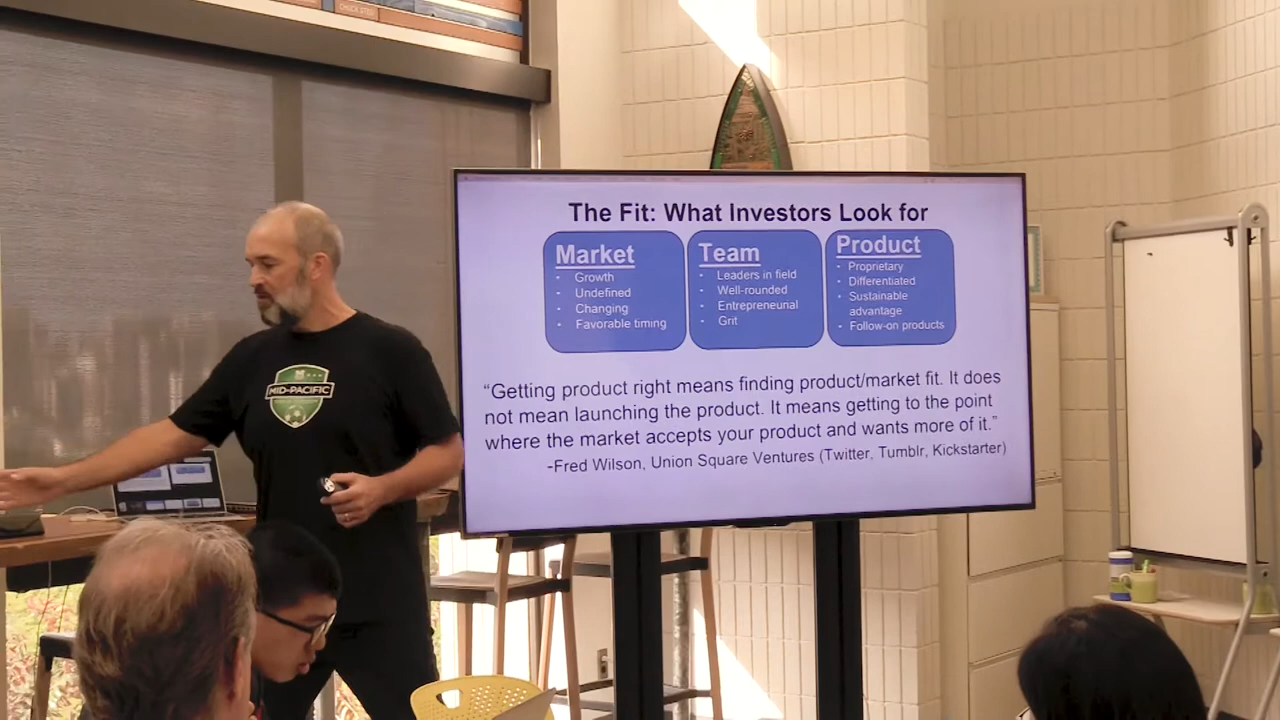 The Fit: What Investors Look for
Market
• Growth
• Undefined
• Changing
• Favorable timing
Team
• Leaders in field
• Well-rounded
• Entrepreneurial
• Grit
Product
• Proprietary
• Differentiated
• Sustainable
advantage
• Follow-on products
“Getting product right means finding product/market fit. It does
not mean launching the product. It means getting to the point
where the market accepts your product and wants more of it.”
-Fred Wilson, Union Square Ventures (Twitter, Tumblr, Kickstarter)
MID-PACIFIC